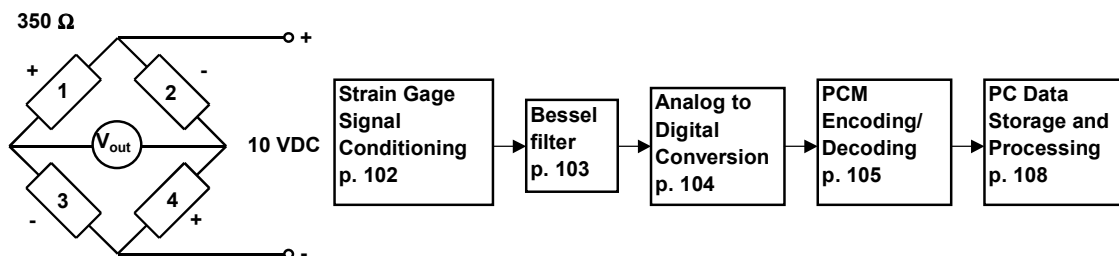 350 Ω
+
+
-
1
2
Vout
10 VDC
3
4
-
+
-
Strain Gage
Signal
Conditioning
p. 102
Bessel
filter
p. 103
Analog to
Digital
Conversion
p. 104
PCM
Encoding/
Decoding
p. 105
PC Data
Storage and
Processing
p. 108